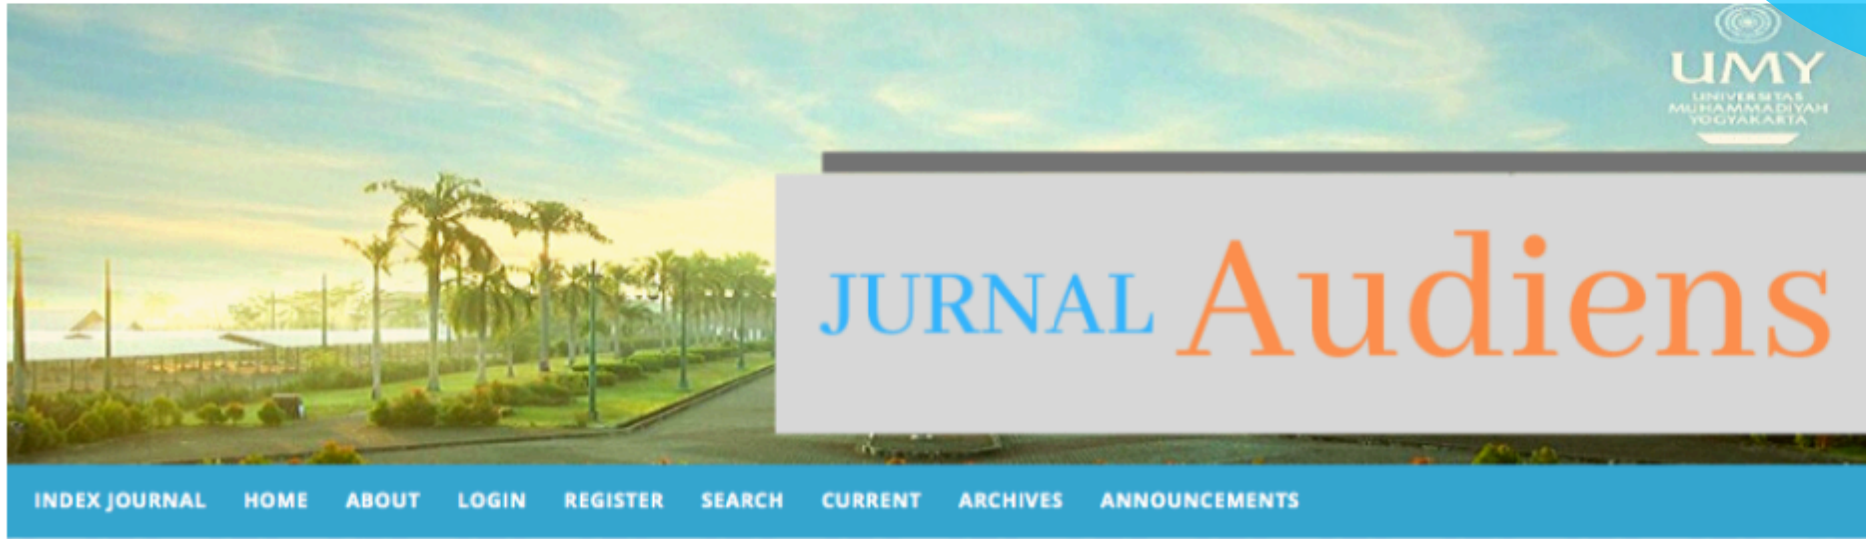 UMY
UNIVERSITAS
MUHAMMADIYAH
YOGYAKARTA
JURNAL Audiens
INDEX JOURNAL HOME ABOUT LOGIN REGISTER SEARCH CURRENT ARCHIVES ANNOUNCEMENTS